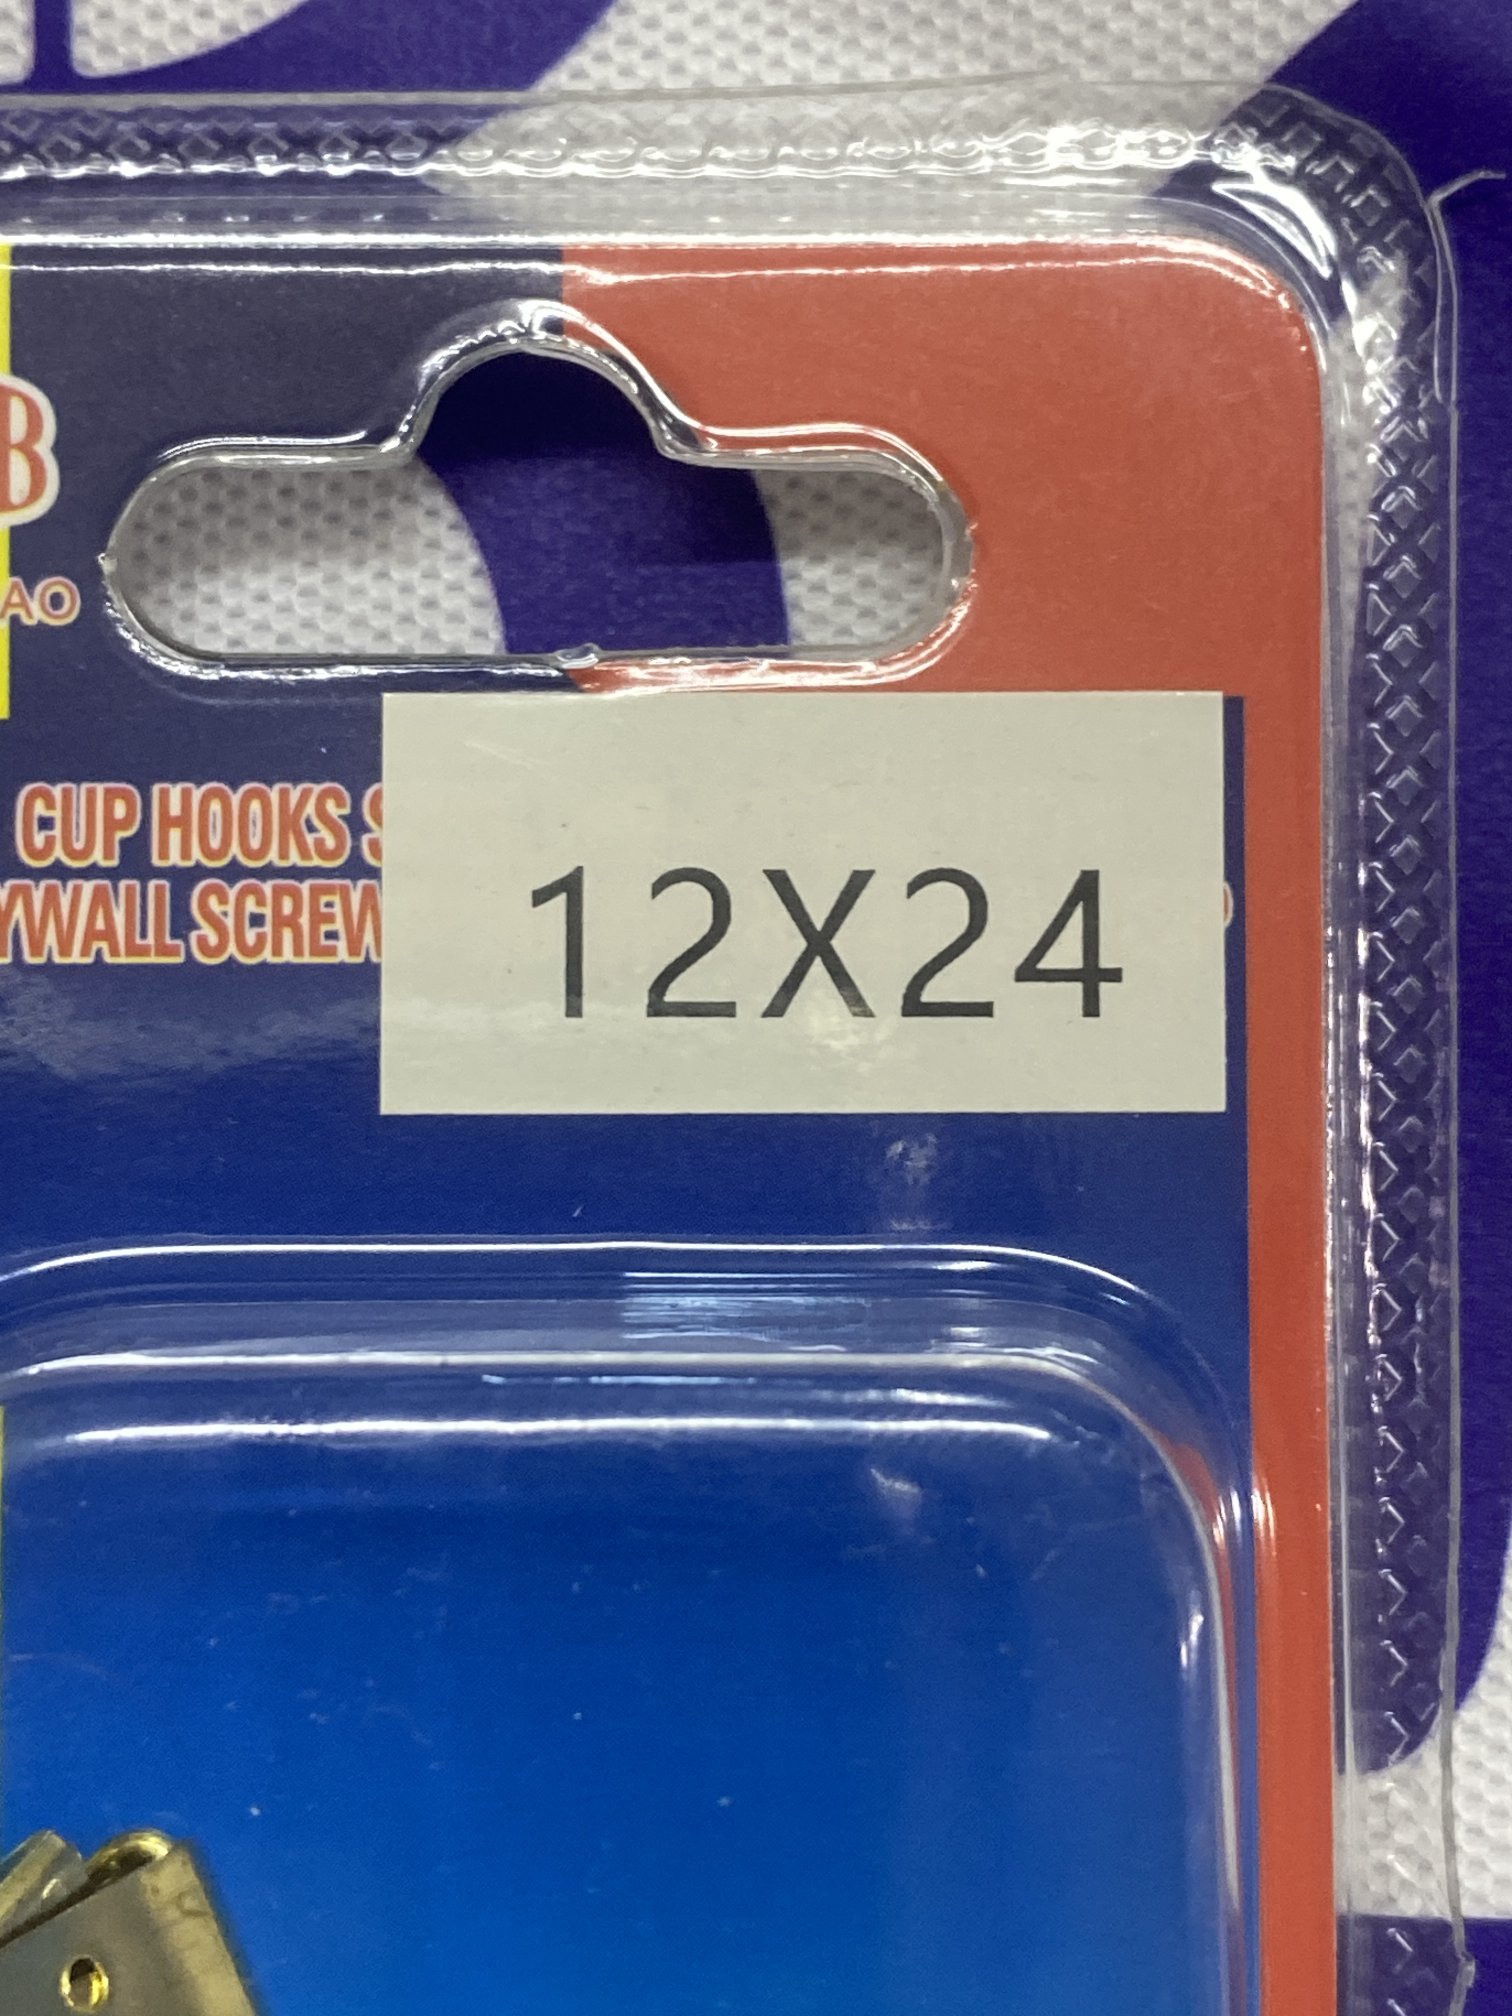 B
AO
CUP HOOKS
YWALL SCREW
12X24